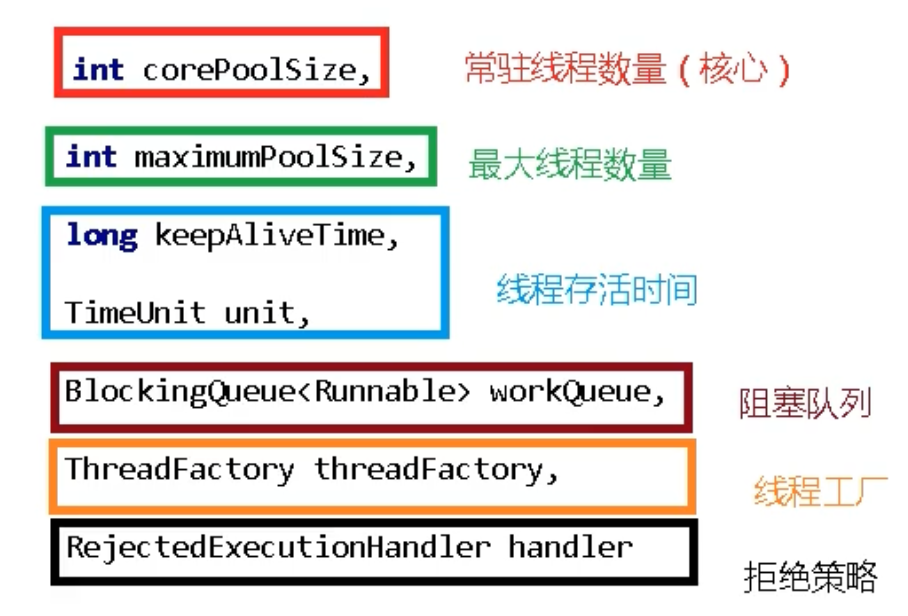 int corePoolSize, 常驻线程数量（核心）
int maximumPoolSize, 最大线程数量
long keepAliveTime,
线程存活时间
TimeUnit unit,
BlockingQueue<Runnable> workQueue, 阻塞队列
ThreadFactory threadFactory, 线程工厂
RejectedExecutionHandler handler 拒绝策略